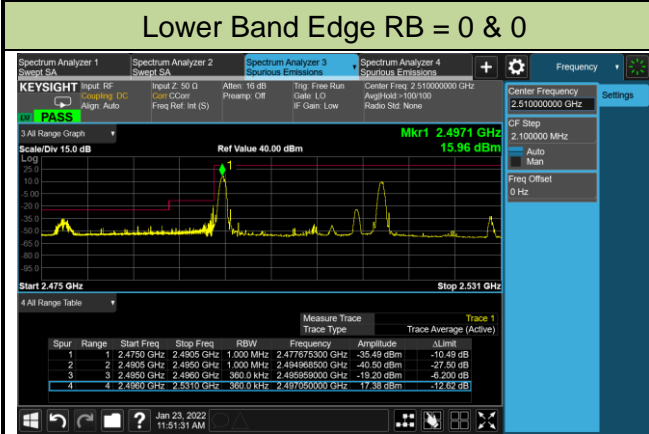 Lower Band Edge RB = 0 & 0
Spectrum Analyzer 1
Swept SA
Spectrum Analyzer 2
Swept SA
Spectrum Analyzer 3
Spurious Emissions
Spectrum Analyzer 4
Spurious Emissions
+
Frequency
KEYSIGHT
Input: RF
Coupling: DC
Align: Auto
Input Z: 50 Ω
Corr CCorr
Freq Ref: Int (S)
Atten: 16 dB
Preamp: Off
Trig: Free Run
Gate: LO
IF Gain: Low
Center Freq: 2.510000000 GHz
Avg|Hold:>100/100
Radio Std: None
PASS
Center Frequency
2.510000000 GHz
Settings
CF Step
2.100000 MHz
Auto
Man
Freq Offset
0 Hz
3 All Range Graph
Mkr1 2.4971 GHz
Scale/Div 15.0 dB
Ref Value 40.00 dBm
15.96 dBm
Log
1
25.0
10.0
-5.00
-20.0
-35.0
-50.0
-65.0
-80.0
-95.0
Start 2.475 GHz
Stop 2.531 GHz
4 All Range Table
Measure Trace Trace 1
Trace Type Trace Average (Active)
Spur Range Start Freq Stop Freq RBW Frequency Amplitude ΔLimit
1 1 2.4750 GHz 2.4905 GHz 1.000 MHz 2.477675300 GHz -35.49 dBm -10.49 dB
2 2 2.4905 GHz 2.4950 GHz 1.000 MHz 2.494968500 GHz -40.50 dBm -27.50 dB
3 3 2.4950 GHz 2.4960 GHz 360.0 kHz 2.495959000 GHz -19.20 dBm -6.200 dB
4 4 2.4960 GHz 2.5310 GHz 360.0 kHz 2.497050000 GHz 17.38 dBm -12.62 dB
?
Jan 23, 2022
11:51:31 AM